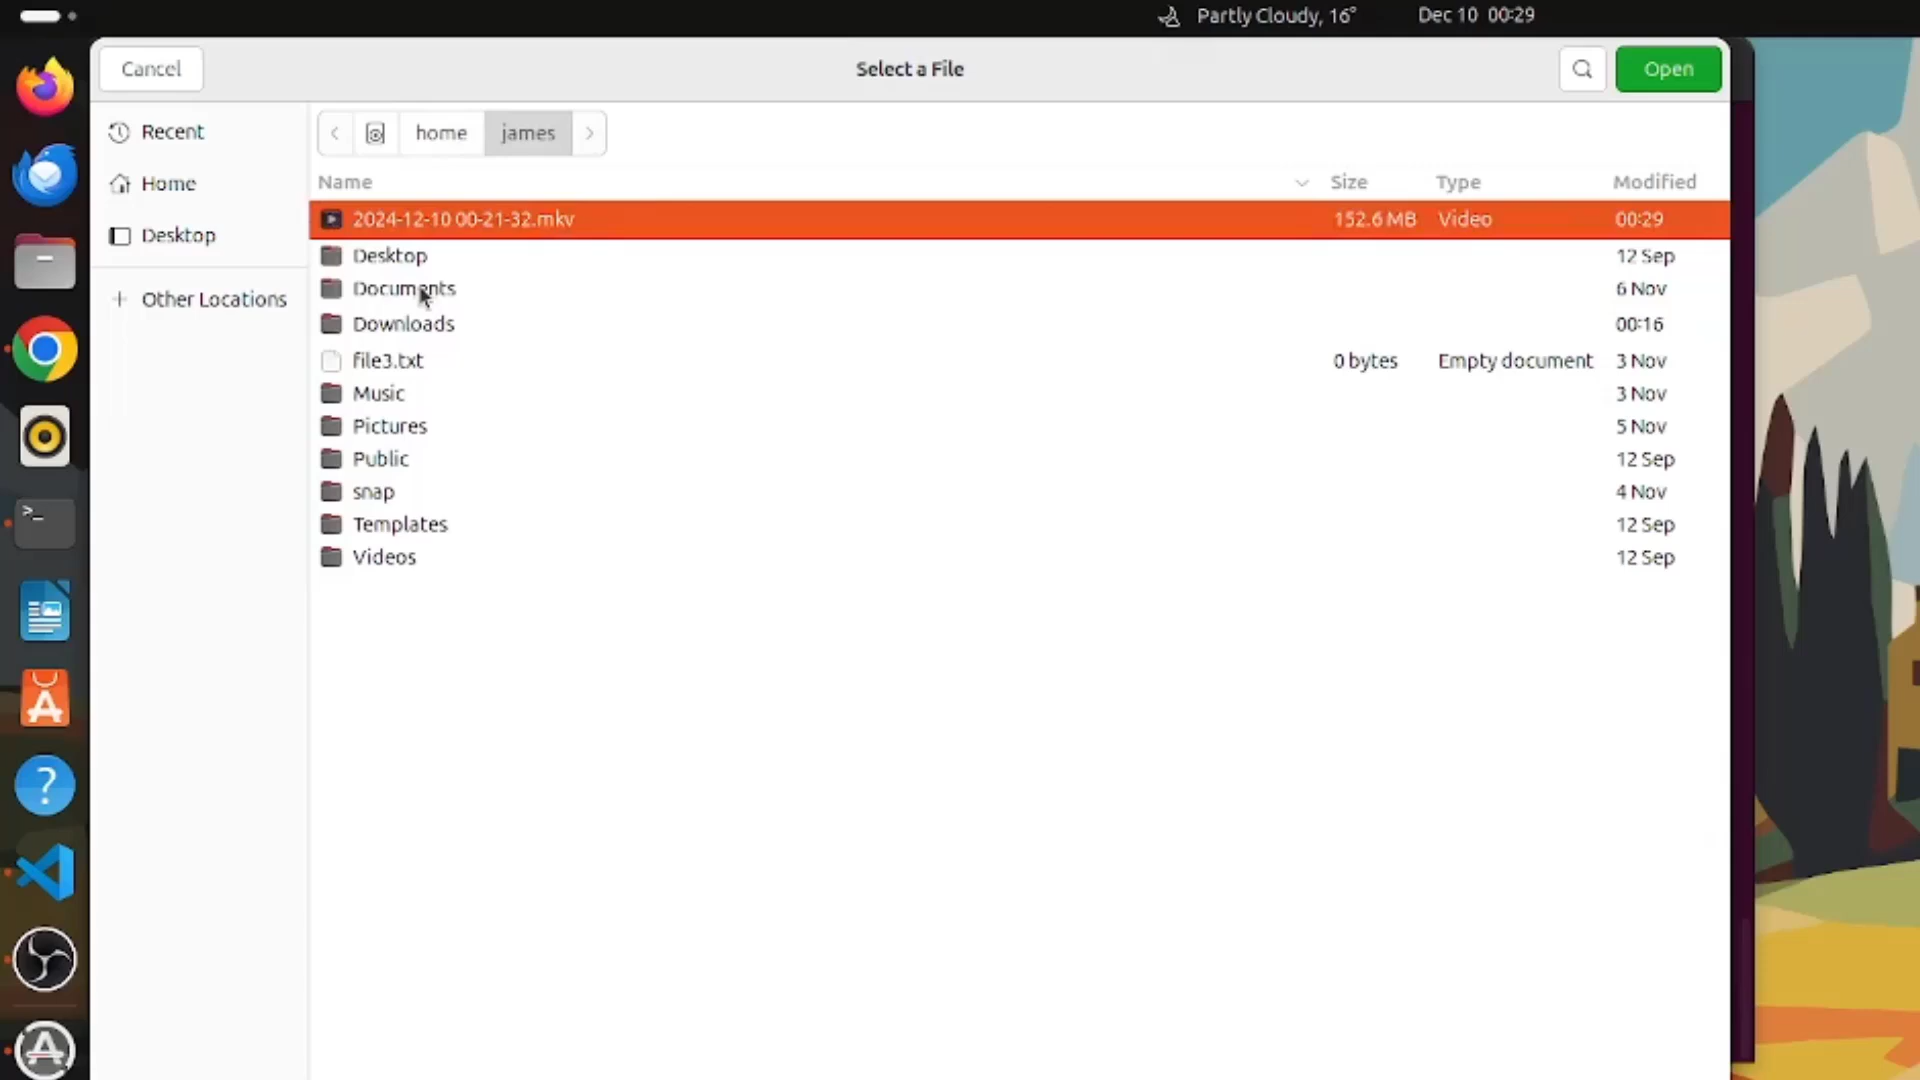 Partly Cloudy, 16° Dec 10 00:29
Cancel Select a File Open
Recent
Home
Desktop
Other Locations
home james
Name Size Type Modified
2024-12-10 00-21-32.mkv 152.6 MB Video 00:29
Desktop 12 Sep
Documents 6 Nov
Downloads 00:16
file3.txt 0 bytes Empty document 3 Nov
Music 3 Nov
Pictures 5 Nov
Public 12 Sep
snap 4 Nov
Templates 12 Sep
Videos 12 Sep